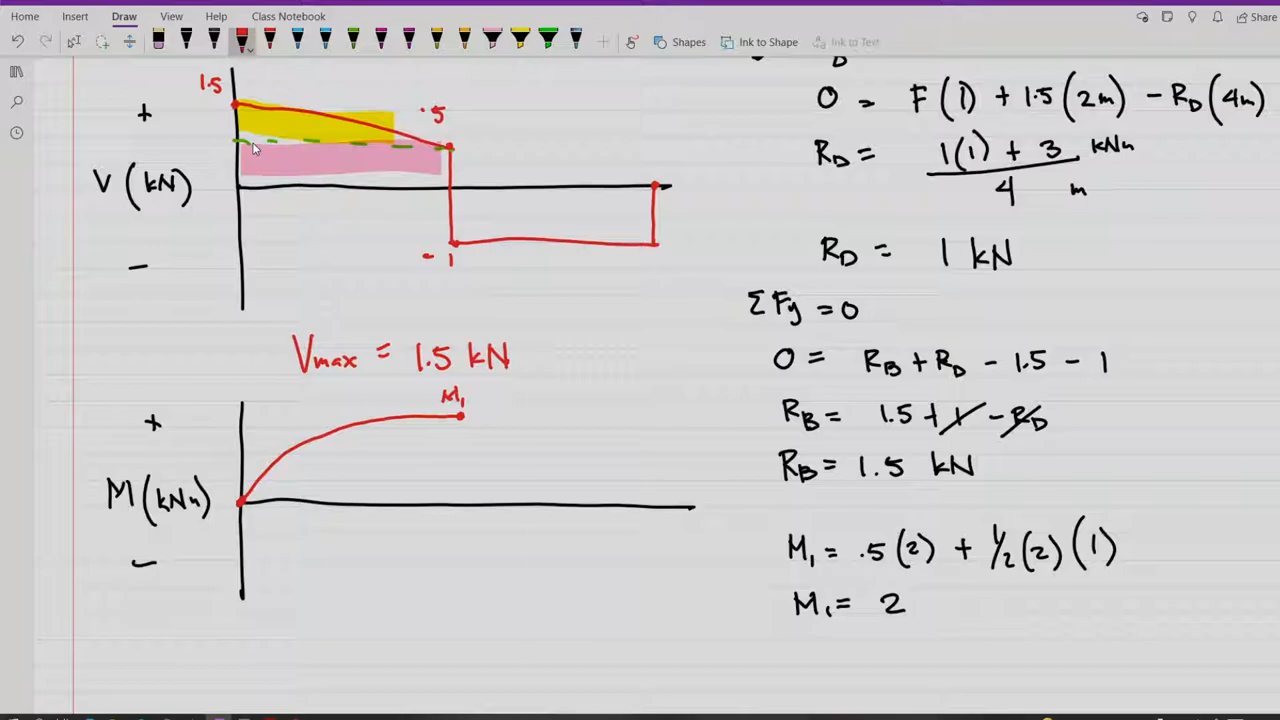 Home Insert Draw View Help Class Notebook Share
Shapes Ink to Shape Ink to Text
1.5
+
.5
V (kN)
-
- 1
Vmax = 1.5 kN
M1
+
M (kNm)
-
0 = F(1) + 1.5(2m) - RD(4m)
RD = 1(1) + 3 kNm
4 m
RD = 1 kN
ΣFy = 0
0 = RB + RD - 1.5 - 1
RB = 1.5 + 1 - RD
RB = 1.5 kN
M1 = .5(2) + 1/2(2)(1)
M1 = 2